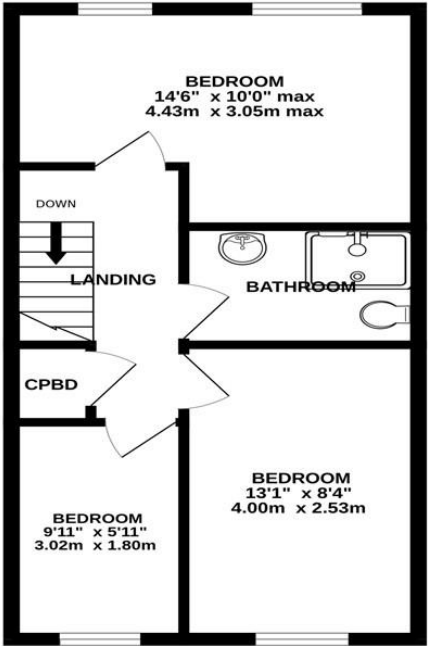 BEDROOM
14'6" x 10'0" max
4.43m x 3.05m max
DOWN
LANDING
BATHROOM
CPBD
BEDROOM
13'1" x 8'4"
4.00m x 2.53m
BEDROOM
9'11" x 5'11"
3.02m x 1.80m